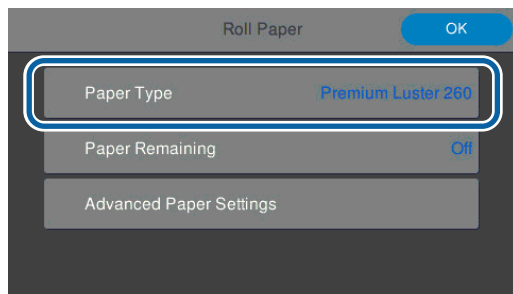 Roll Paper OK
Paper Type Premium Luster 260
Paper Remaining Off
Advanced Paper Settings